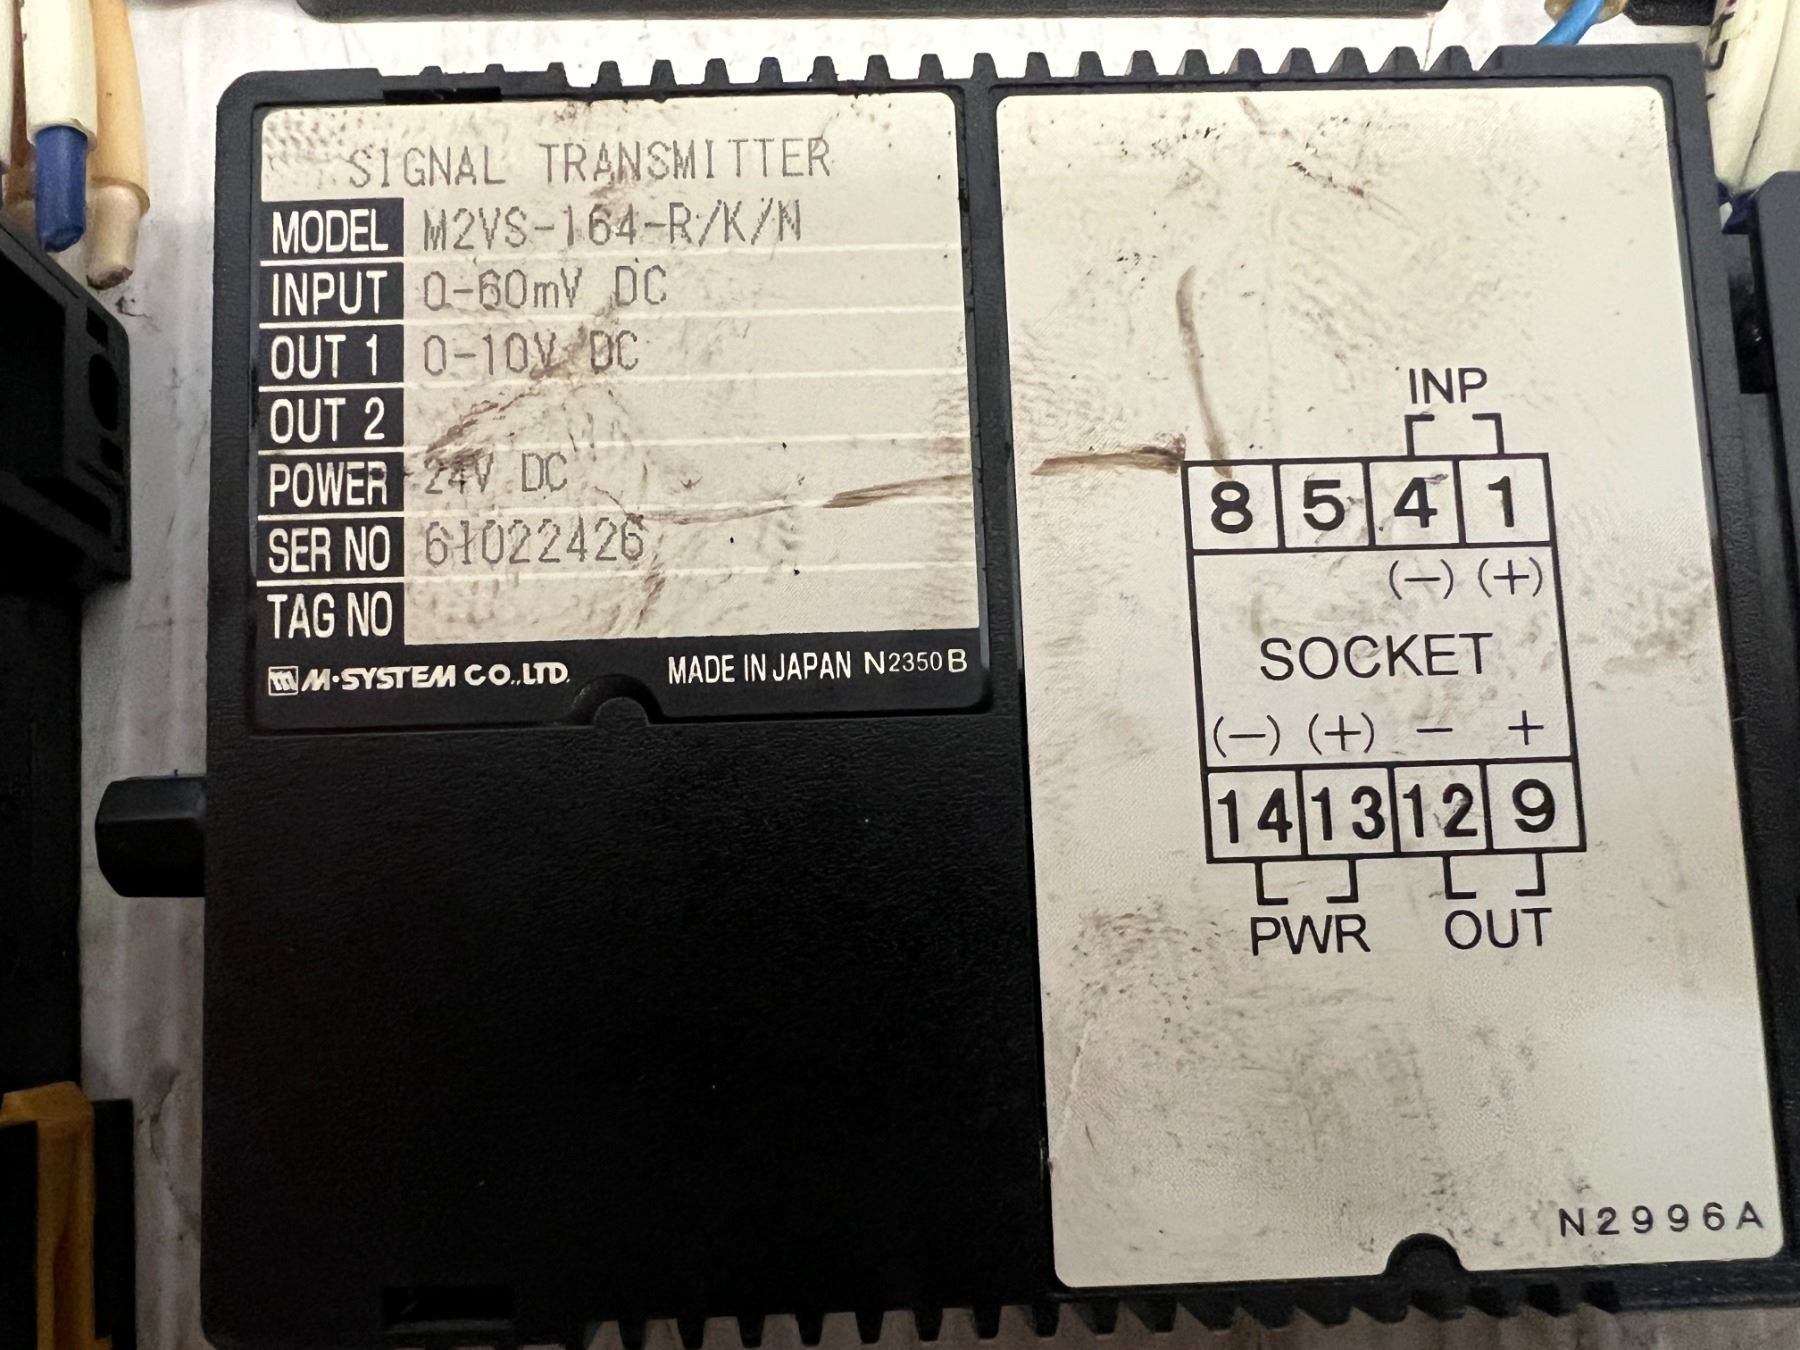 SIGNAL TRANSMITTER
MODEL M2VS-164-R/K/N
INPUT 0-60mV DC
OUT 1 0-10V DC
OUT 2
POWER 24V DC
SER NO 61022426
TAG NO
M·SYSTEM CO.,LTD. MADE IN JAPAN N2350B
INP
8 5 4 1
(−) (+)
SOCKET
(−) (+) − +
14 13 12 9
PWR OUT
N2996A